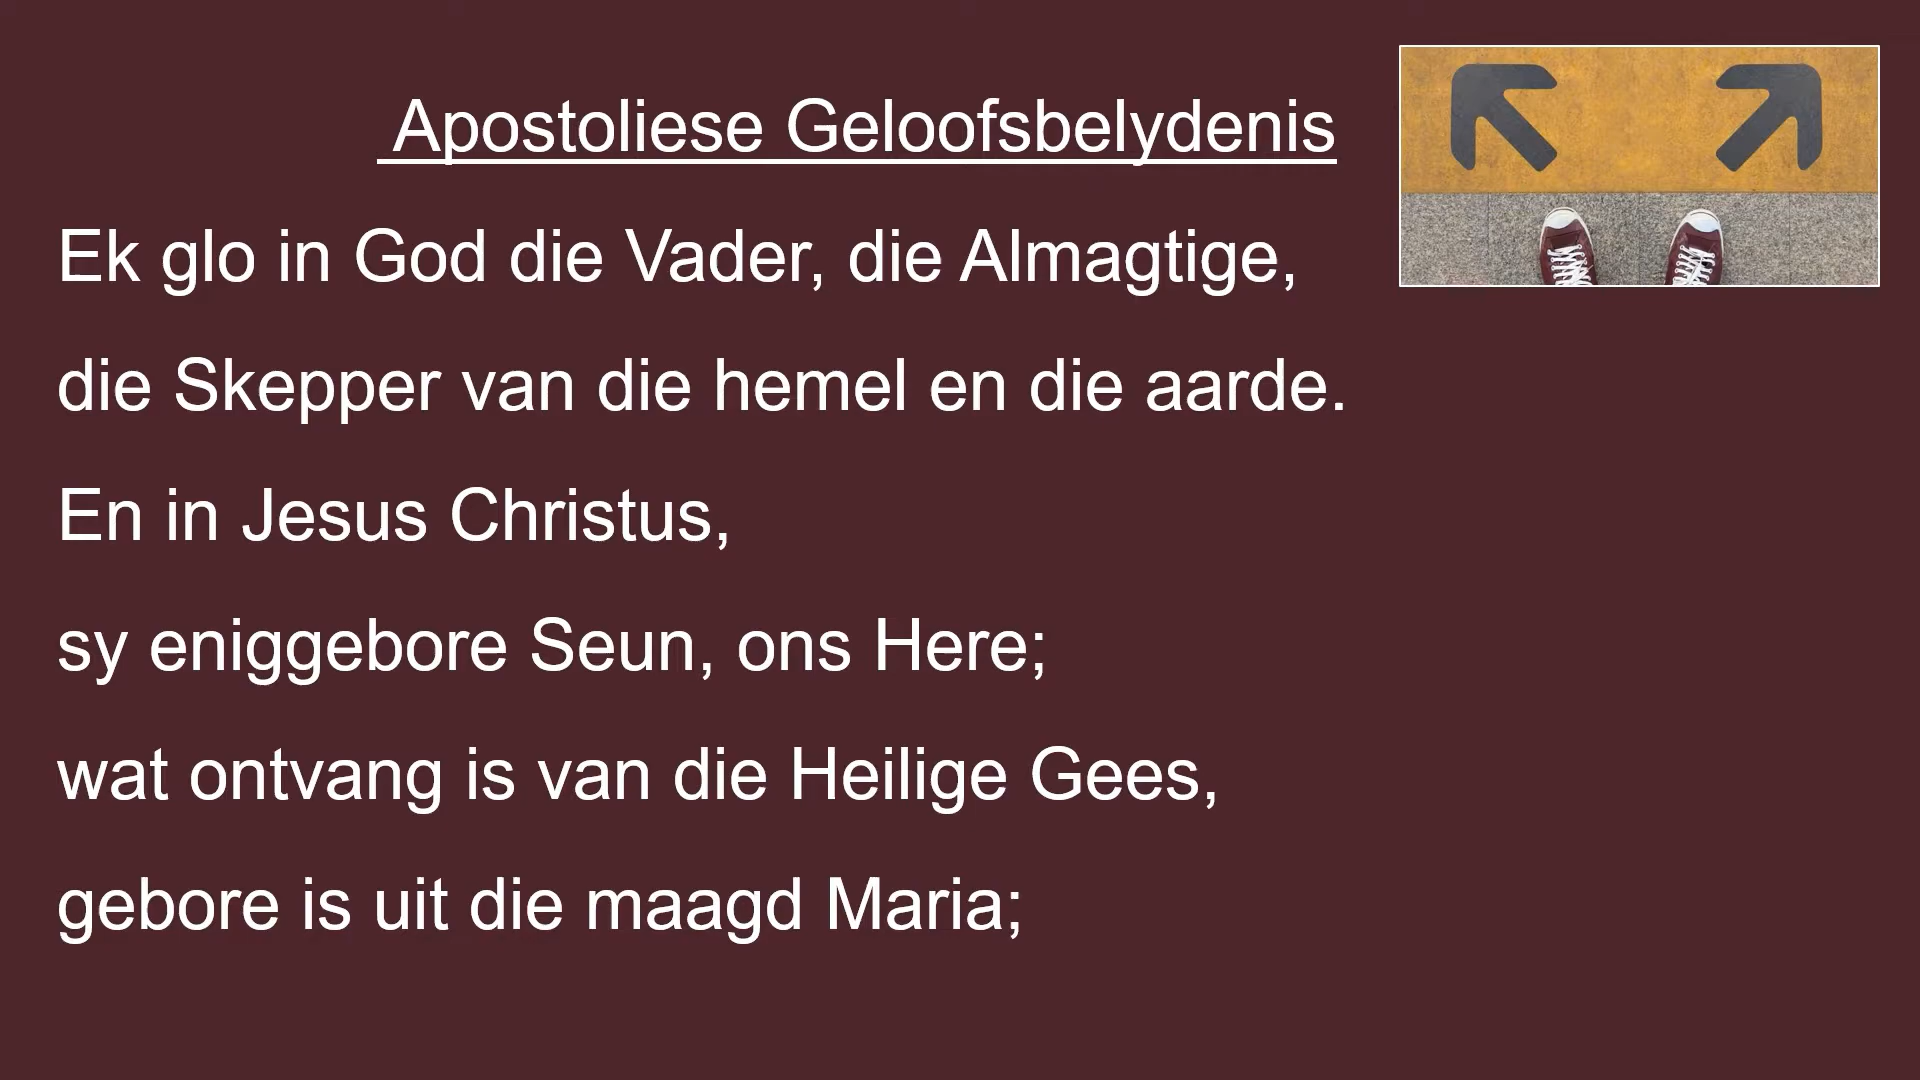 Apostoliese Geloofsbelydenis
Ek glo in God die Vader, die Almagtige,
die Skepper van die hemel en die aarde.
En in Jesus Christus,
sy eniggebore Seun, ons Here;
wat ontvang is van die Heilige Gees,
gebore is uit die maagd Maria;